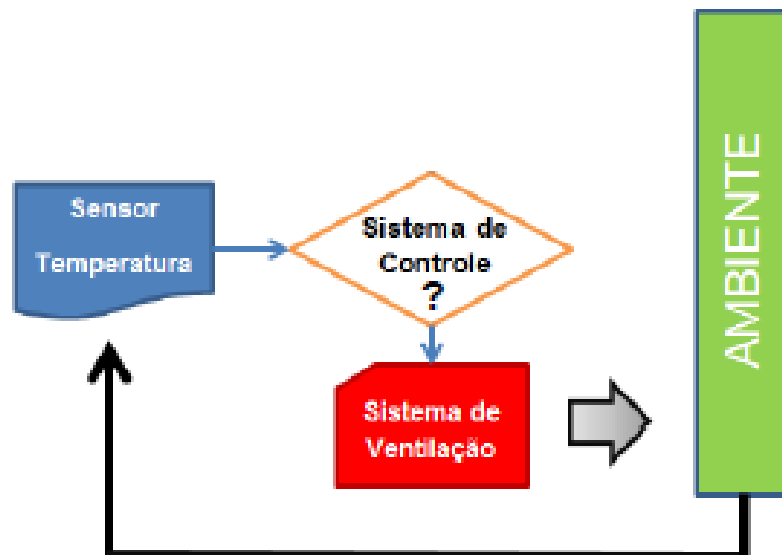 Sensor
Temperatura
Sistema de
Controle
?
Sistema de
Ventilação
AMBIENTE